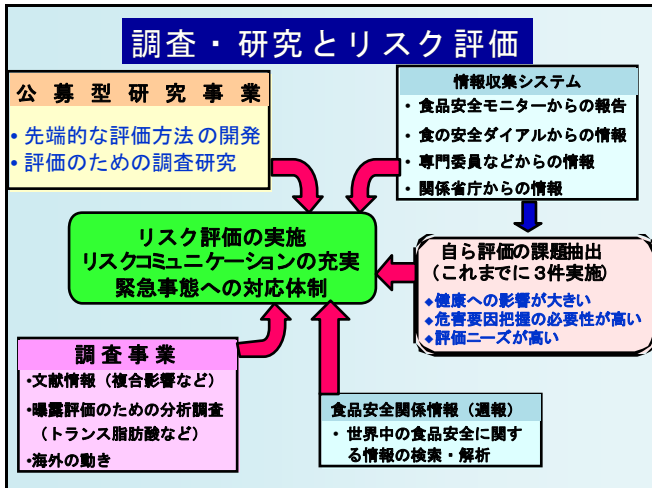 調査・研究とリスク評価
公募型研究事業
・先端的な評価方法の開発
・評価のための調査研究
情報収集システム
・ 食品安全モニターからの報告
・ 食の安全ダイアルからの情報
・ 専門委員などからの情報
・ 関係省庁からの情報
リスク評価の実施
リスクコミュニケーションの充実
緊急事態への対応体制
自ら評価の課題抽出
(これまでに3件実施)
◆健康への影響が大きい
◆危害要因把握の必要性が高い
◆評価ニーズが高い
調査事業
・文献情報(複合影響など)
・曝露評価のための分析調査
(トランス脂肪酸など)
・海外の動き
食品安全関係情報(週報)
・ 世界中の食品安全に関す
る情報の検索・解析